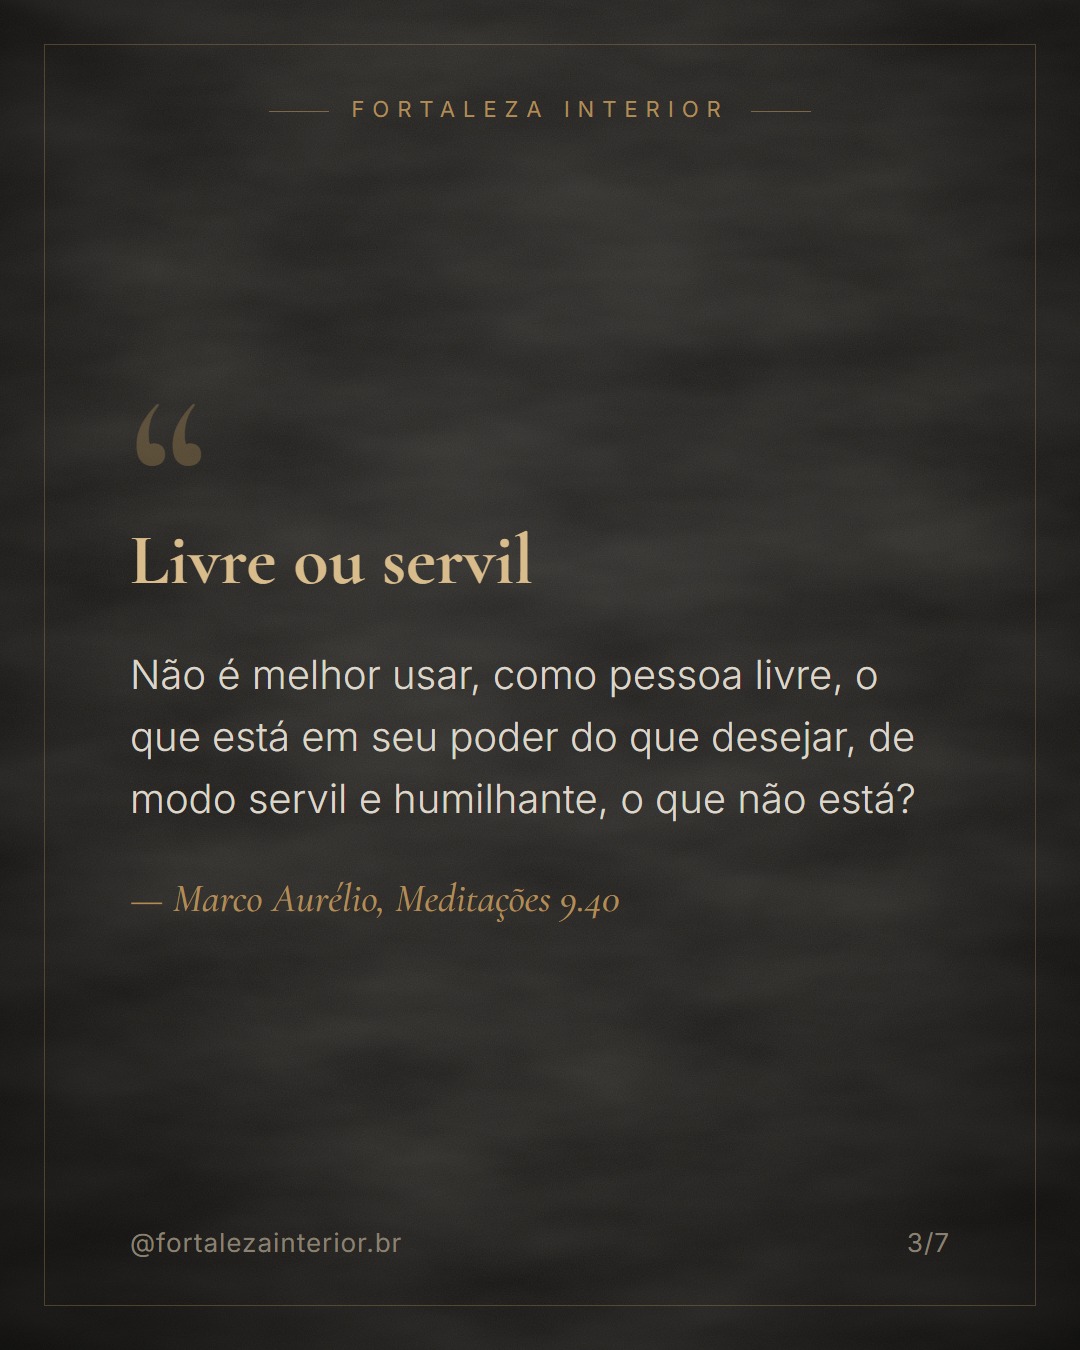 FORTALEZA INTERIOR
“
Livre ou servil
Não é melhor usar, como pessoa livre, o
que está em seu poder do que desejar, de
modo servil e humilhante, o que não está?
— Marco Aurélio, Meditações 9.40
@fortalezainterior.br
3/7